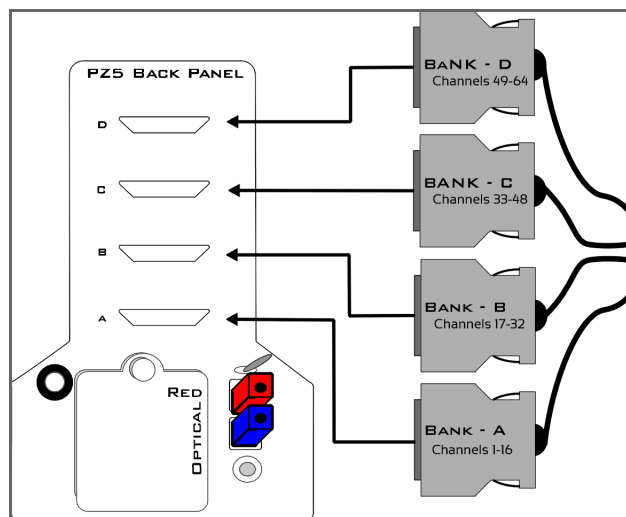 PZ5 Back Panel
D
C
B
A
Red
Optical
Bank - D
Channels 49-64
Bank - C
Channels 33-48
Bank - B
Channels 17-32
Bank - A
Channels 1-16